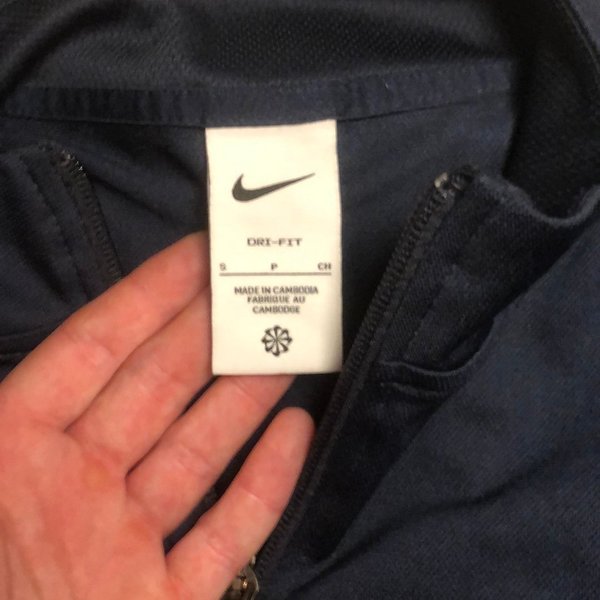 DRI-FIT
S P CH
MADE IN CAMBODIA
FABRIQUE AU
CAMBODGE